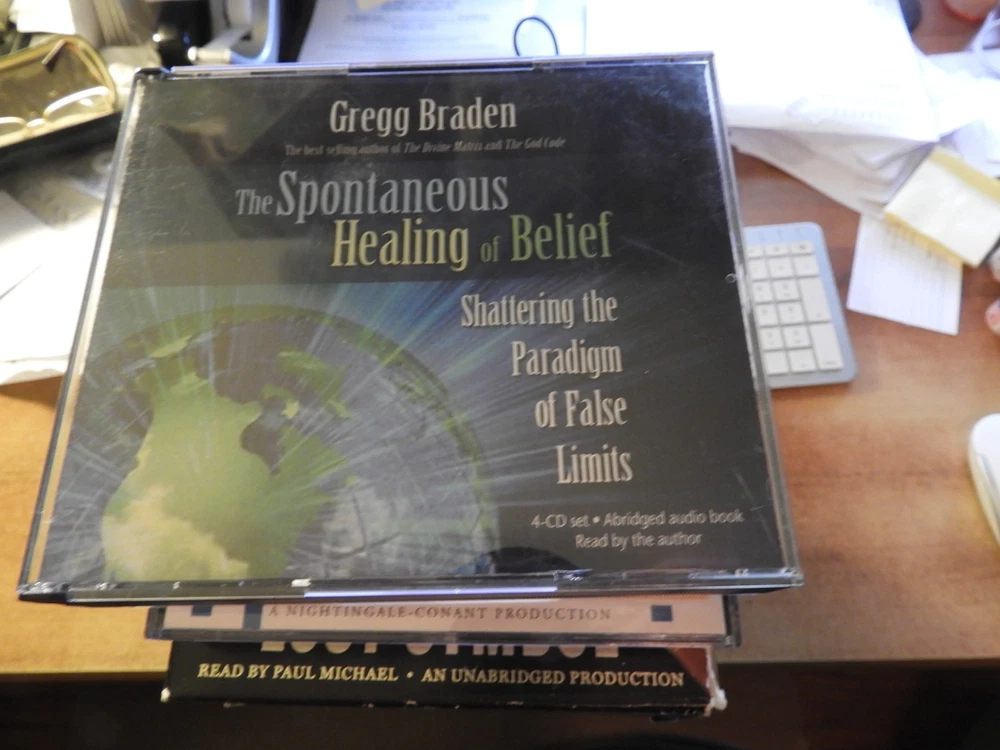 Gregg Braden
The best selling author of The Divine Matrix and The God Code
The Spontaneous
Healing of Belief
Shattering the
Paradigm
of False
Limits
4-CD set • Abridged audio book
Read by the author
A NIGHTINGALE-CONANT PRODUCTION
READ BY PAUL MICHAEL • AN UNABRIDGED PRODUCTION